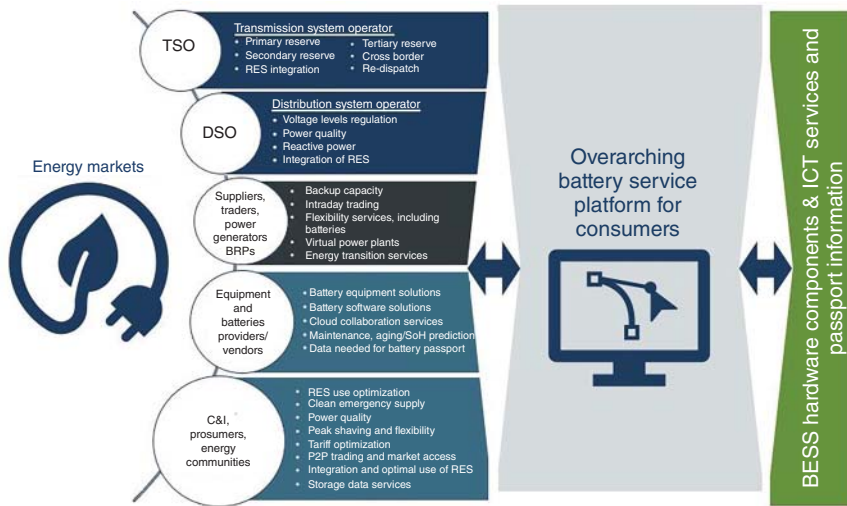 Energy markets
TSO
Transmission system operator
• Primary reserve
• Secondary reserve
• RES integration
• Tertiary reserve
• Cross border
• Re-dispatch
DSO
Distribution system operator
• Voltage levels regulation
• Power quality
• Reactive power
• Integration of RES
Suppliers,
traders,
power
generators
BRPs
• Backup capacity
• Intraday trading
• Flexibility services, including
batteries
• Virtual power plants
• Energy transition services
Equipment
and
batteries
providers/
vendors
• Battery equipment solutions
• Battery software solutions
• Cloud collaboration services
• Maintenance, aging/SoH prediction
• Data needed for battery passport
C&I,
prosumers,
energy
communities
• RES use optimization
• Clean emergency supply
• Power quality
• Peak shaving and flexibility
• Tariff optimization
• P2P trading and market access
• Integration and optimal use of RES
• Storage data services
Overarching
battery service
platform for
consumers
BESS hardware components & ICT services and
passport information